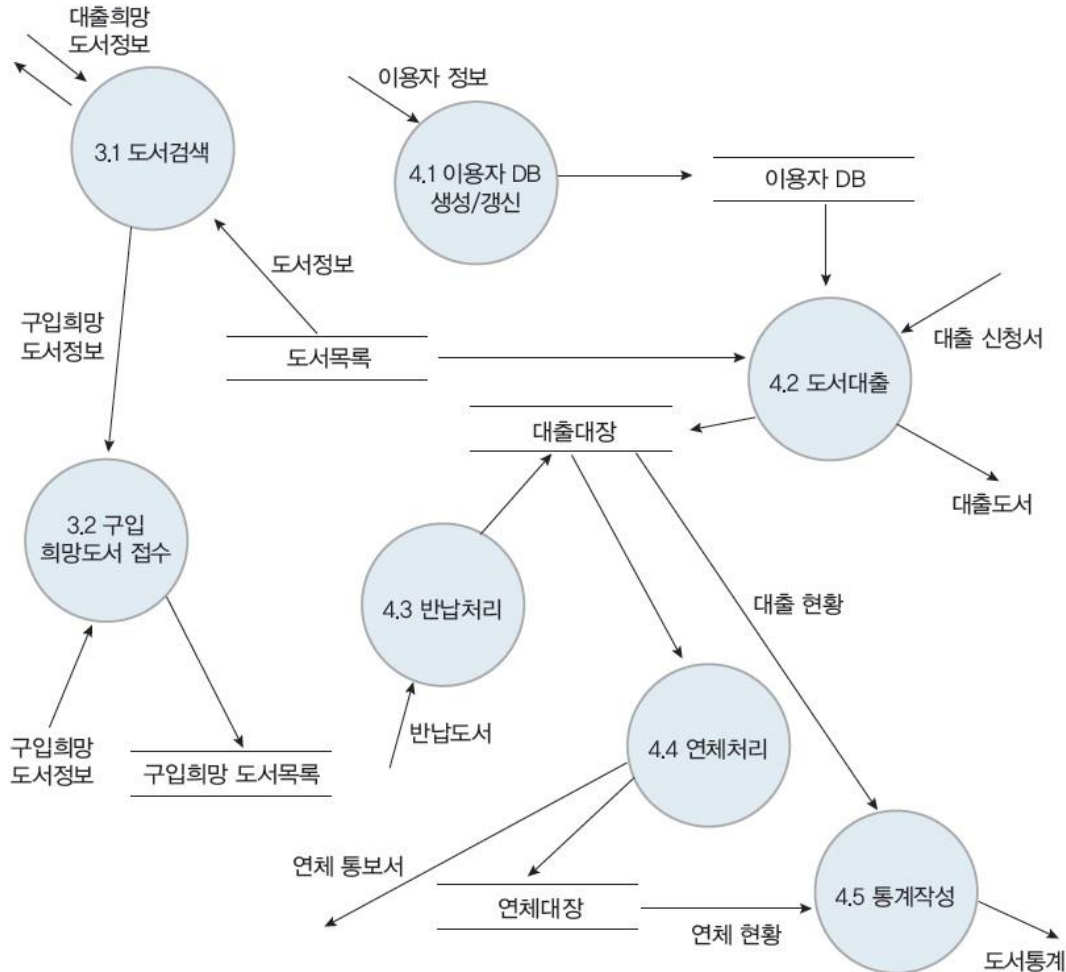 대출희망
도서정보
3.1 도서검색
이용자 정보
4.1 이용자 DB
생성/갱신
이용자 DB
도서정보
구입희망
도서정보
도서목록
대출 신청서
4.2 도서대출
대출대장
대출도서
3.2 구입
희망도서 접수
4.3 반납처리
대출 현황
반납도서
구입희망
도서정보
구입희망 도서목록
4.4 연체처리
연체 통보서
연체대장
연체 현황
4.5 통계작성
도서통계